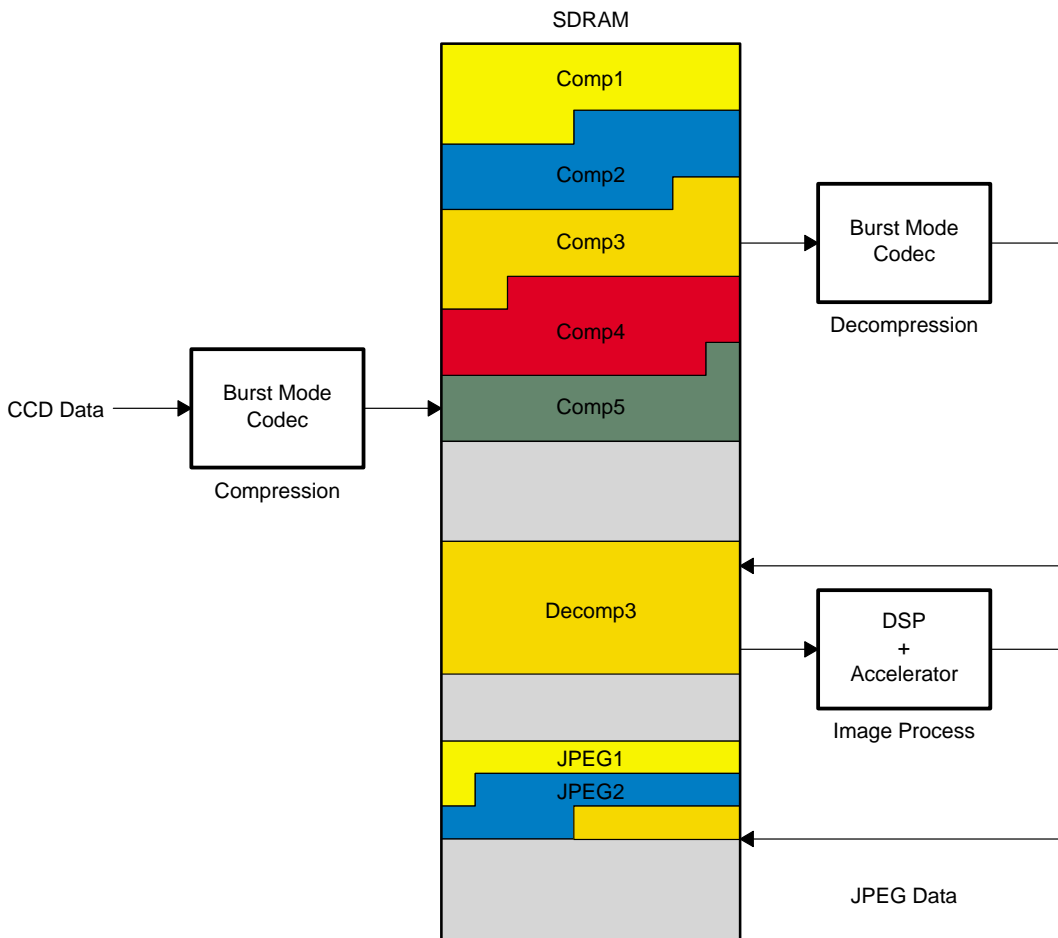 SDRAM
Comp1
Comp2
Comp3
Comp4
Comp5
Burst Mode
Codec
Decompression
CCD Data
Burst Mode
Codec
Compression
Decomp3
DSP
+
Accelerator
Image Process
JPEG1
JPEG2
JPEG Data